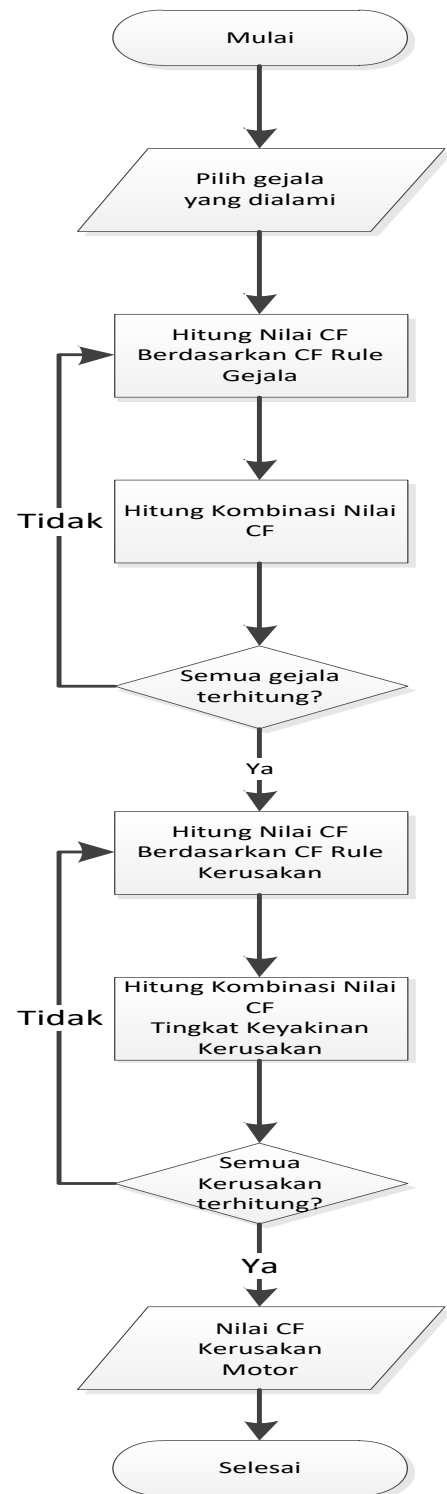 Mulai
Pilih gejala
yang dialami
Hitung Nilai CF
Berdasarkan CF Rule
Gejala
Hitung Kombinasi Nilai
CF
Tidak
Semua gejala
terhitung?
Ya
Hitung Nilai CF
Berdasarkan CF Rule
Kerusakan
Hitung Kombinasi Nilai
CF
Tingkat Keyakinan
Kerusakan
Tidak
Semua
Kerusakan
terhitung?
Ya
Nilai CF
Kerusakan
Motor
Selesai